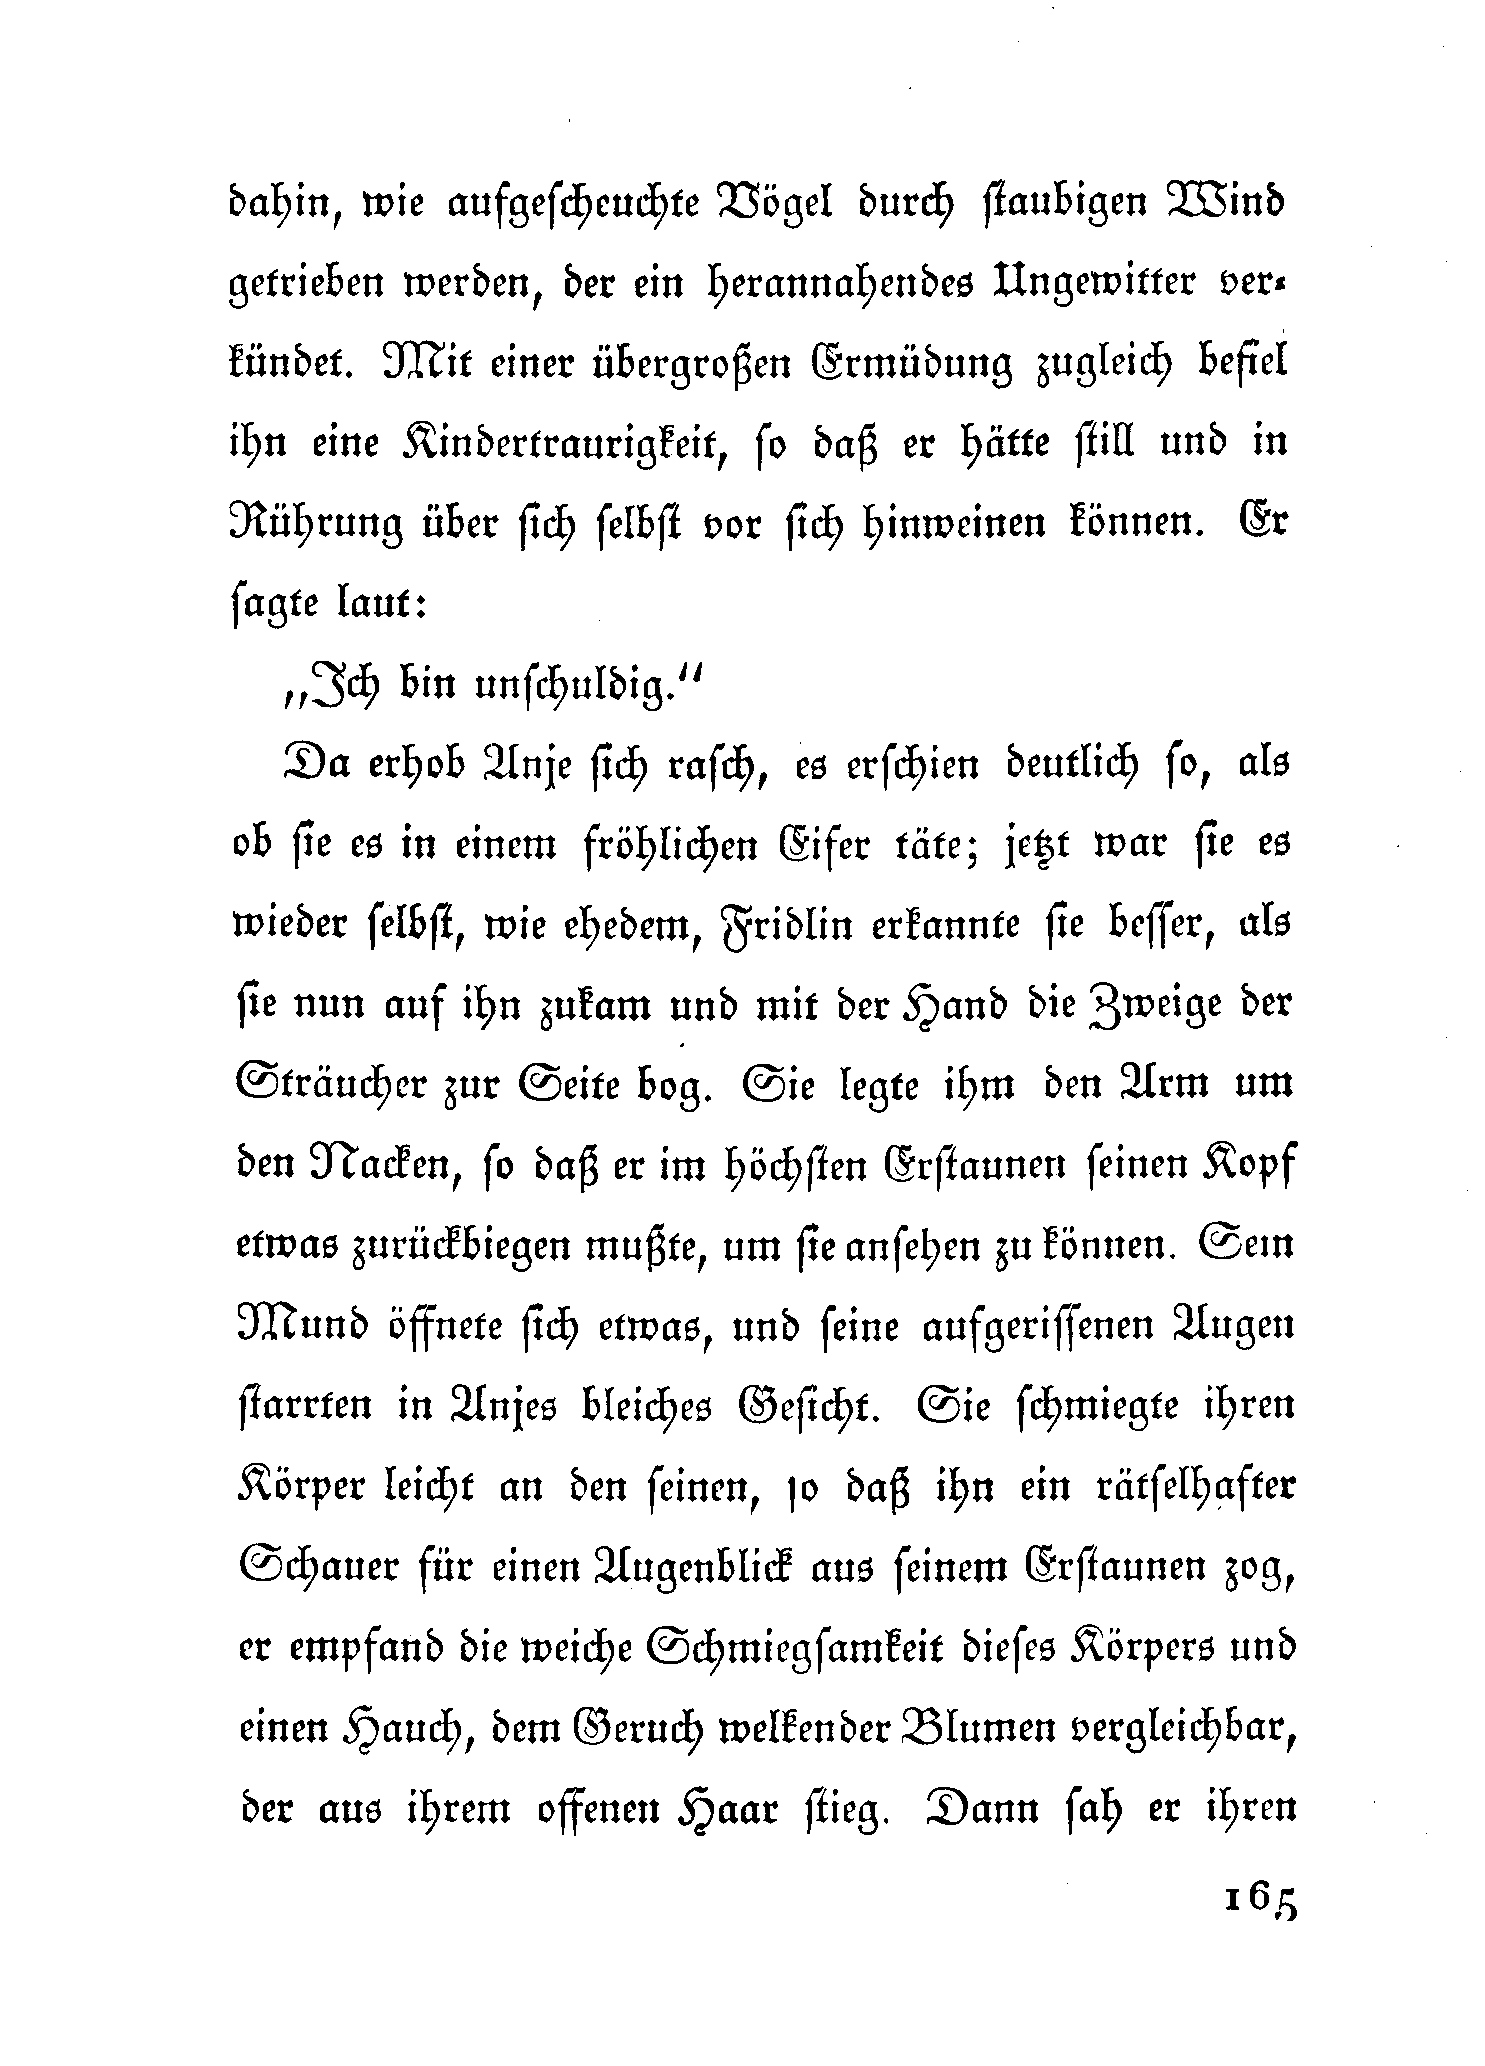 dahin, wie aufgescheuchte Vögel durch staubigen Wind
getrieben werden, der ein herannahendes Ungewitter ver-
kündet. Mit einer übergroßen Ermüdung zugleich befiel
ihn eine Kindertraurigkeit, so daß er hätte still und in
Rührung über sich selbst vor sich hinweinen können. Er
sagte laut:
„Ich bin unschuldig.“
Da erhob Anje sich rasch, es erschien deutlich so, als
ob sie es in einem fröhlichen Eifer täte; jetzt war sie es
wieder selbst, wie ehedem, Fridlin erkannte sie besser, als
sie nun auf ihn zukam und mit der Hand die Zweige der
Sträucher zur Seite bog. Sie legte ihm den Arm um
den Nacken, so daß er im höchsten Erstaunen seinen Kopf
etwas zurückbiegen mußte, um sie ansehen zu können. Sein
Mund öffnete sich etwas, und seine aufgerissenen Augen
starrten in Anjes bleiches Gesicht. Sie schmiegte ihren
Körper leicht an den seinen, so daß ihn ein rätselhafter
Schauer für einen Augenblick aus seinem Erstaunen zog,
er empfand die weiche Schmiegsamkeit dieses Körpers und
einen Hauch, dem Geruch welkender Blumen vergleichbar,
der aus ihrem offenen Haar stieg. Dann sah er ihren
165